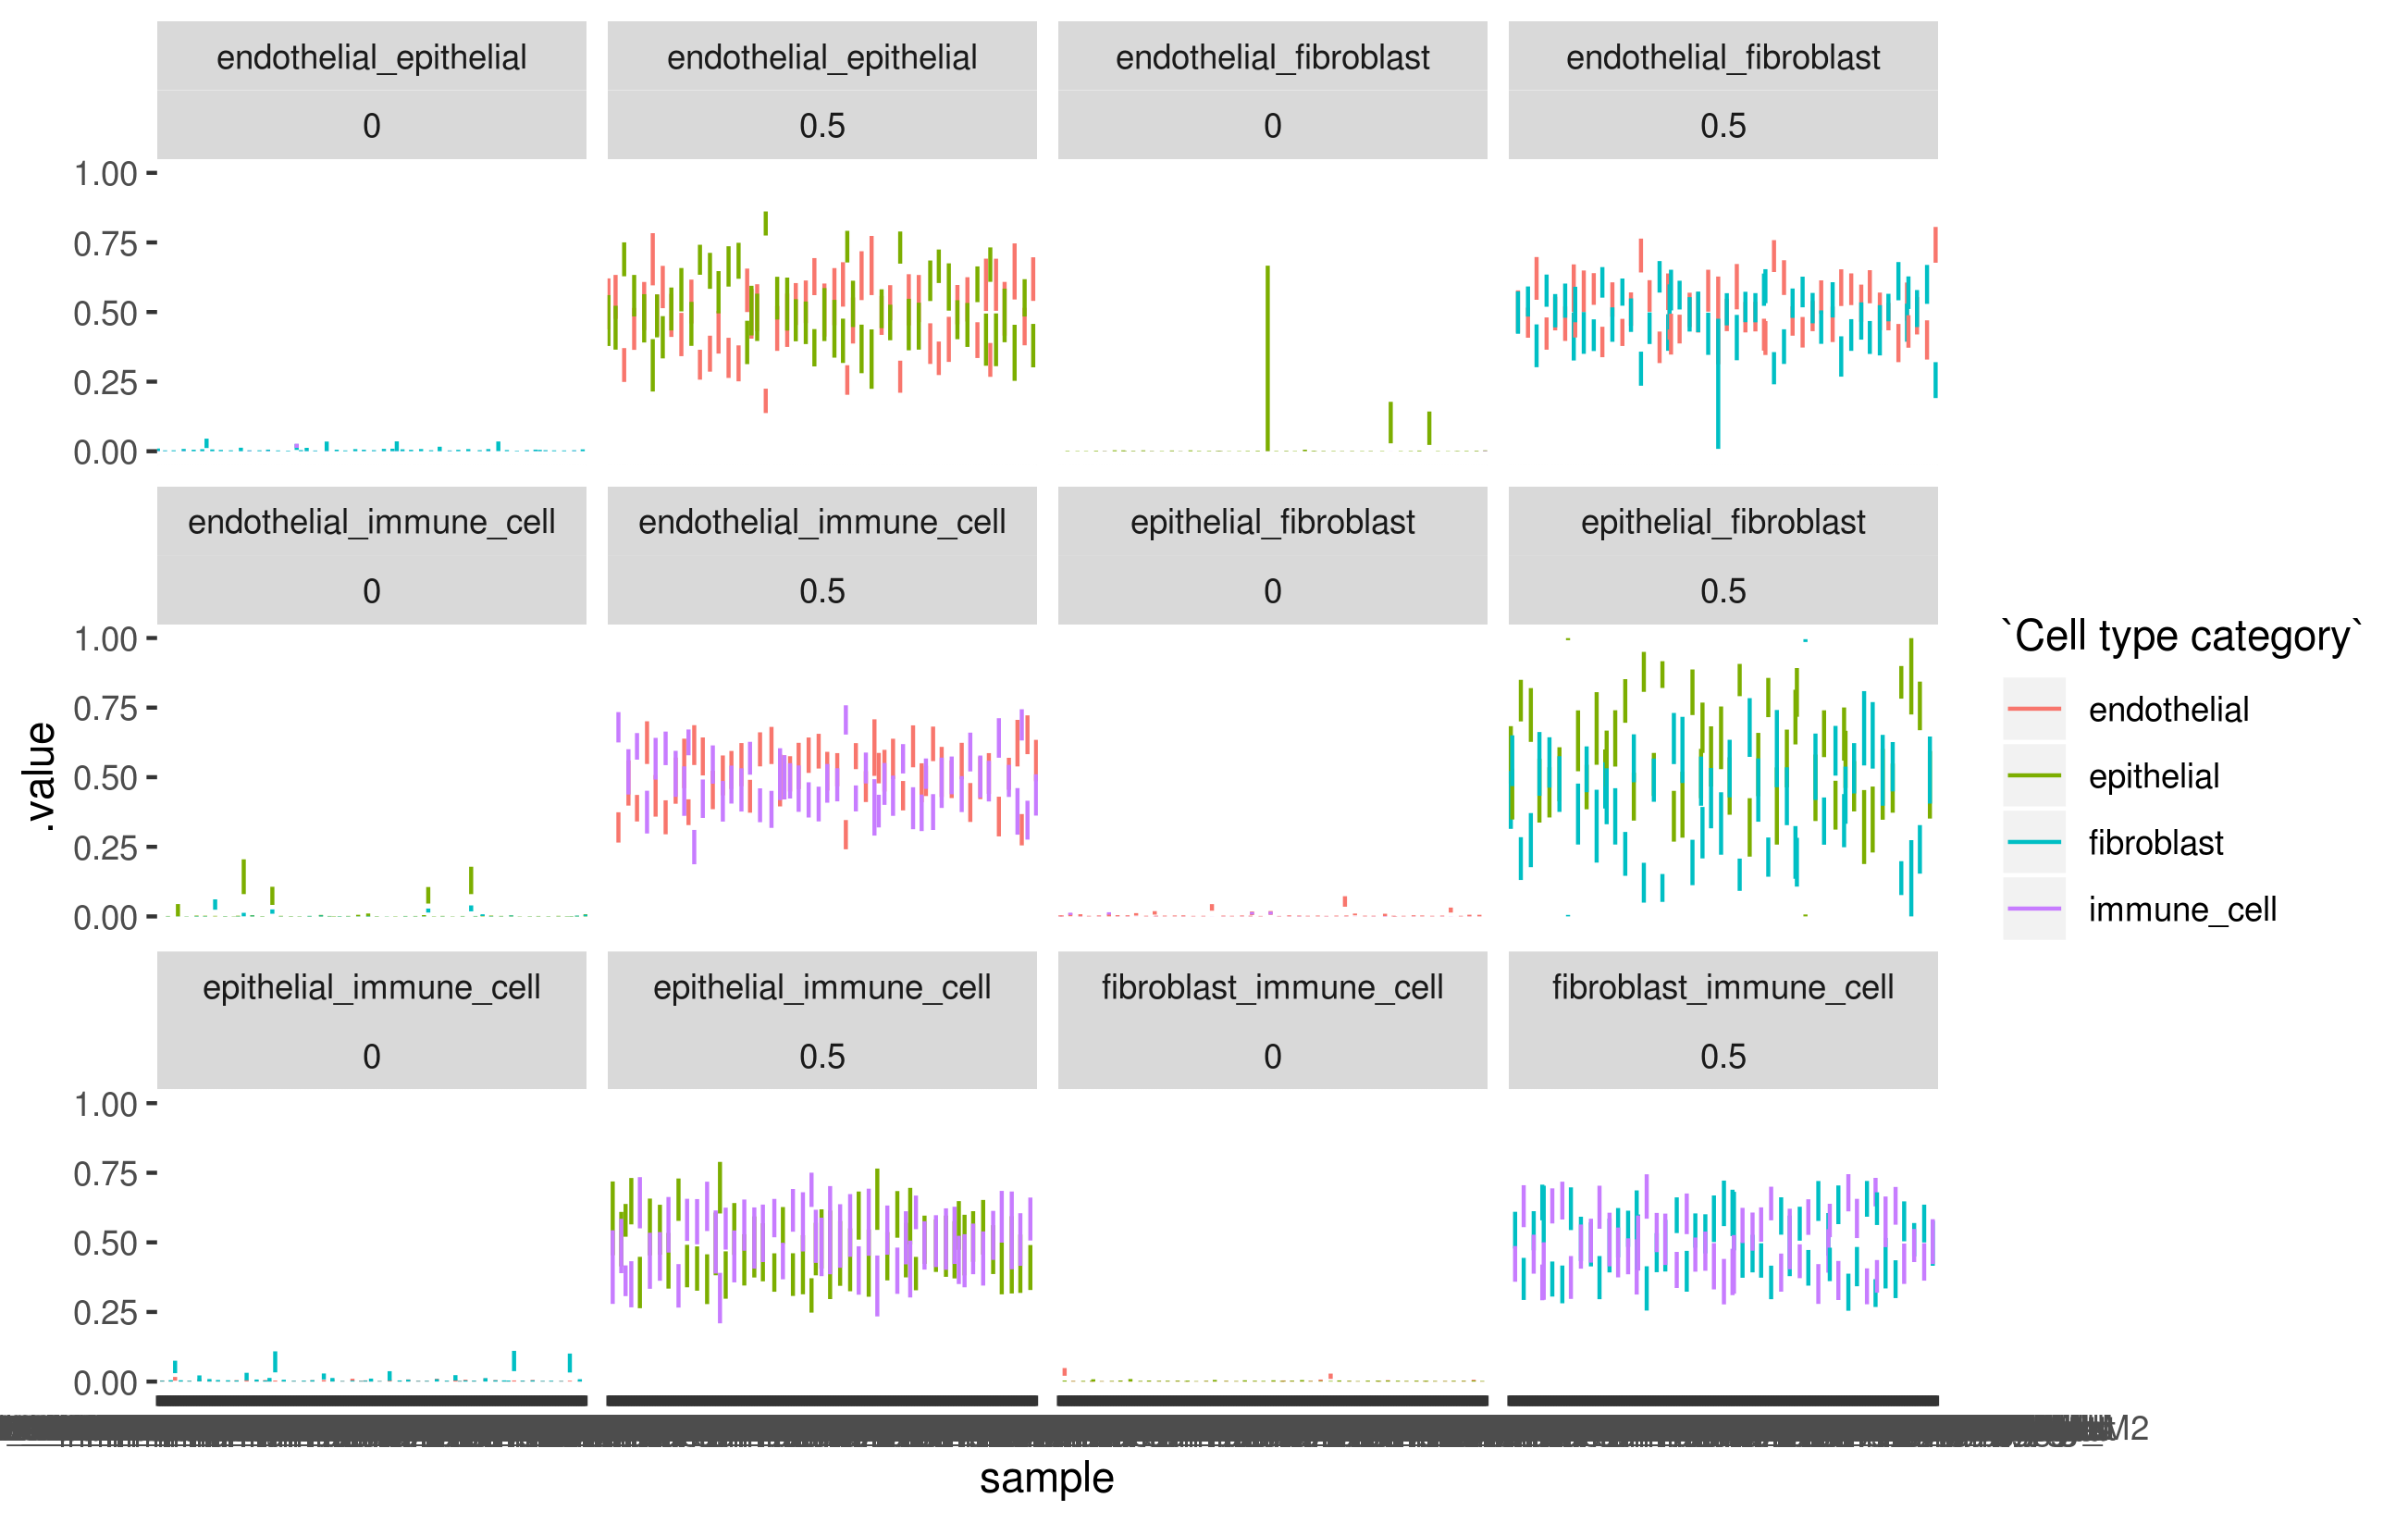 endothelial_epithelial endothelial_epithelial endothelial_fibroblast endothelial_fibroblast
0 0.5 0 0.5
1.00
0.75
0.50
0.25
0.00
endothelial_immune_cell endothelial_immune_cell epithelial_fibroblast epithelial_fibroblast
0 0.5 0 0.5
1.00
0.75
0.50
0.25
0.00
epithelial_immune_cell epithelial_immune_cell fibroblast_immune_cell fibroblast_immune_cell
0 0.5 0 0.5
1.00
0.75
0.50
0.25
0.00
.value
sample
`Cell type category`
endothelial
epithelial
fibroblast
immune_cell